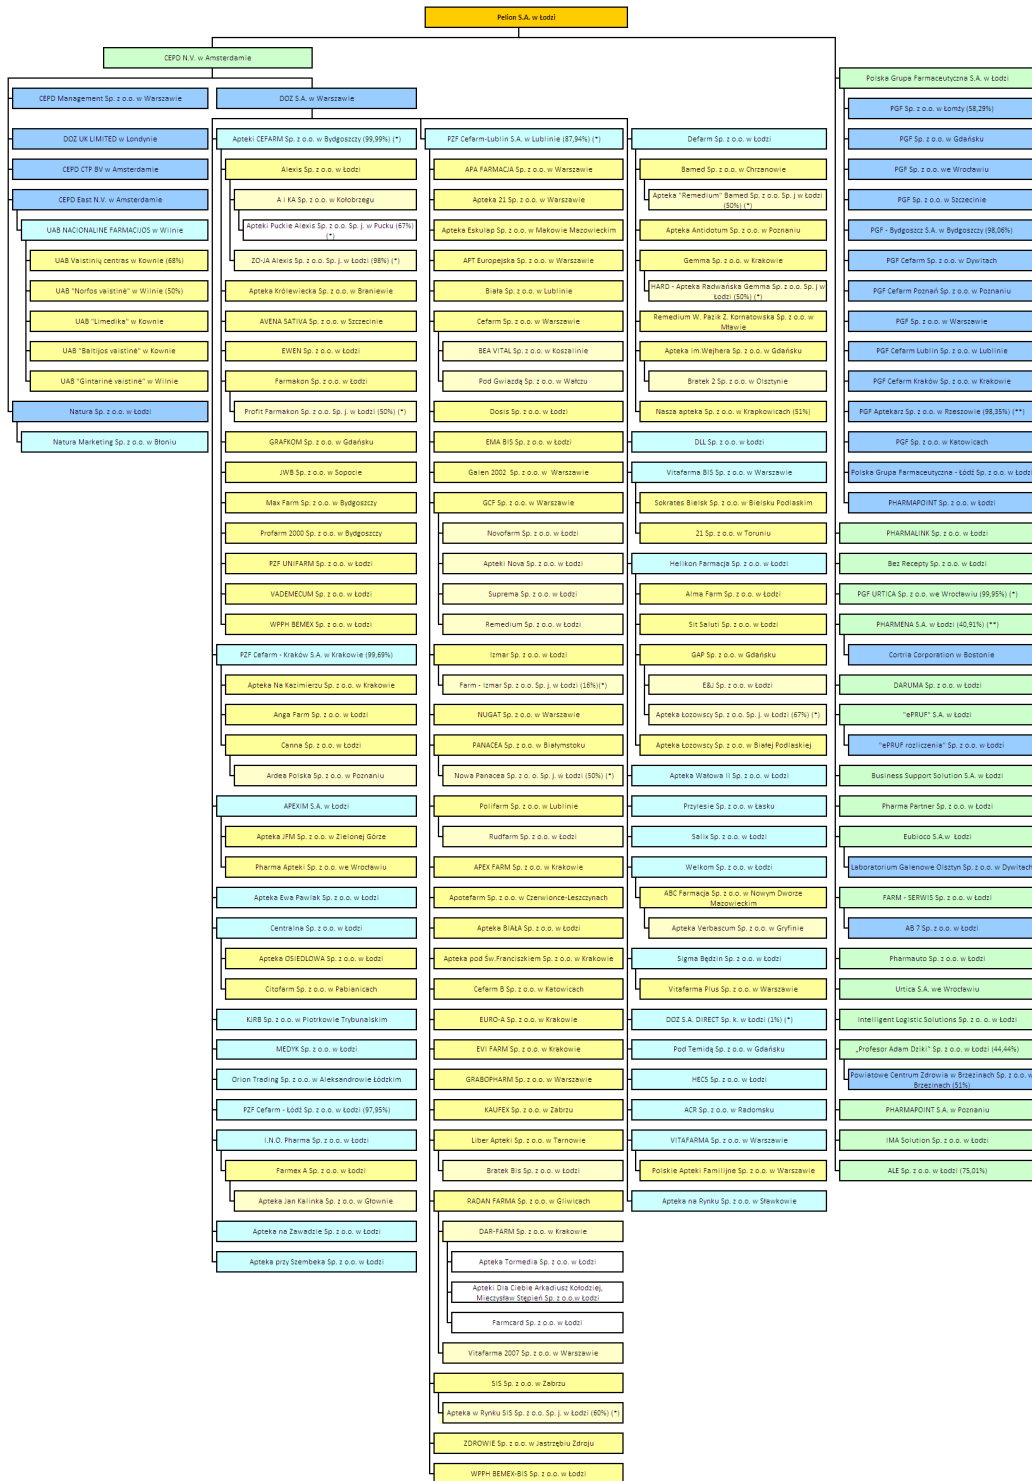 Pelion S.A. w Łodzi
CEPD N.V. w Amsterdamie
CEPD Management Sp. z o.o. w Warszawie
DOZ S.A. w Warszawie
DOZ UK LIMITED w Londynie
CEPD CTP BV w Amsterdamie
CEPD East N.V. w Amsterdamie
UAB NACIONALINE FARMACIJOS w Wilnie
UAB Vaistinių centras w Kownie (68%)
UAB "Norfos vaistinė" w Wilnie (50%)
UAB "Limedika" w Kownie
UAB "Baltijos vaistinė" w Kownie
UAB "Gintarinė vaistinė" w Wilnie
Natura Sp. z o.o. w Łodzi
Natura Marketing Sp. z o.o. w Błoniu
Apteki CEFARM Sp. z o.o. w Bydgoszczy (99,99%) (*)
Alexis Sp. z o.o. w Łodzi
A i KA Sp. z o.o. w Kołobrzegu
Apteki Puckie Alexis Sp. z o.o. Sp. j. w Pucku (67%)
(*)
ZO-JA Alexis Sp. z o.o. Sp. j. w Łodzi (98%) (*)
Apteka Królewiecka Sp. z o.o. w Braniewie
AVENA SATIVA Sp. z o.o. w Szczecinie
EWEN Sp. z o.o. w Łodzi
Farmakon Sp. z o.o. w Łodzi
Profit Farmakon Sp. z o.o. Sp. j. w Łodzi (50%) (*)
GRAFKOM Sp. z o.o. w Gdańsku
JWB Sp. z o.o. w Sopocie
Max Farm Sp. z o.o. w Bydgoszczy
Profarm 2000 Sp. z o.o. w Bydgoszczy
PZF UNIFARM Sp. z o.o. w Łodzi
VADEMECUM Sp. z o.o. w Łodzi
WPPH BEMEX Sp. z o.o. w Łodzi
PZF Cefarm - Kraków S.A. w Krakowie (99,69%)
Apteka Na Kazimierzu Sp. z o.o. w Krakowie
Anga Farm Sp. z o.o. w Łodzi
Canna Sp. z o.o. w Łodzi
Ardea Polska Sp. z o.o. w Poznaniu
APEXIM S.A. w Łodzi
Apteka JFM Sp. z o.o. w Zielonej Górze
Pharma Apteki Sp. z o.o. we Wrocławiu
Apteka Ewa Pawlak Sp. z o.o. w Łodzi
Centralna Sp. z o.o. w Łodzi
Apteka OSIEDLOWA Sp. z o.o. w Łodzi
Citofarm Sp. z o.o. w Pabianicach
KJRB Sp. z o.o. w Piotrkowie Trybunalskim
MEDYK Sp. z o.o. w Łodzi
Orion Trading Sp. z o.o. w Aleksandrowie Łódzkim
PZF Cefarm - Łódź Sp. z o.o. w Łodzi (97,95%)
I.N.O. Pharma Sp. z o.o. w Łodzi
Farmex A Sp. z o.o. w Łodzi
Apteka Jan Kalinka Sp. z o.o. w Głownie
Apteka na Zawadzie Sp. z o.o. w Łodzi
Apteka przy Szembeka Sp. z o.o. w Łodzi
PZF Cefarm-Lublin S.A. w Lublinie (87,94%) (*)
APA FARMACJA Sp. z o.o. w Warszawie
Apteka 21 Sp. z o.o. w Warszawie
Apteka Eskulap Sp. z o.o. w Makowie Mazowieckim
APT Europejska Sp. z o.o. w Warszawie
Biała Sp. z o.o. w Lublinie
Cefarm Sp. z o.o. w Warszawie
BEA VITAL Sp. z o.o. w Koszalinie
Pod Gwiazdą Sp. z o.o. w Wałczu
Dosis Sp. z o.o. w Łodzi
EMA BIS Sp. z o.o. w Łodzi
Galen 2002 Sp. z o.o. w Warszawie
GCF Sp. z o.o. w Warszawie
Novofarm Sp. z o.o. w Łodzi
Apteki Nova Sp. z o.o. w Łodzi
Suprema Sp. z o.o. w Łodzi
Remedium Sp. z o.o. w Łodzi
Izmar Sp. z o.o. w Łodzi
Farm - Izmar Sp. z o.o. Sp. j. w Łodzi (16%)(*)
NUGAT Sp. z o.o. w Warszawie
PANACEA Sp. z o.o. w Białymstoku
Nowa Panacea Sp. z o.o. Sp. j. w Łodzi (50%) (*)
Polifarm Sp. z o.o. w Lublinie
Rudfarm Sp. z o.o. w Łodzi
APEX FARM Sp. z o.o. w Krakowie
Apotefarm Sp. z o.o. w Czerwionce-Leszczynach
Apteka BIAŁA Sp. z o.o. w Łodzi
Apteka pod Św.Franciszkiem Sp. z o.o. w Krakowie
Cefarm B Sp. z o.o. w Katowicach
EURO-A Sp. z o.o. w Krakowie
EVI FARM Sp. z o.o. w Krakowie
GRABOPHARM Sp. z o.o. w Warszawie
KAUFEX Sp. z o.o. w Zabrzu
Liber Apteki Sp. z o.o. w Tarnowie
Bratek Bis Sp. z o.o. w Łodzi
RADAN FARMA Sp. z o.o. w Gliwicach
DAR-FARM Sp. z o.o. w Krakowie
Apteka Tormedia Sp. z o.o. w Łodzi
Apteki Dla Ciebie Arkadiusz Kołodziej,
Mieczysław Stępień Sp. z o.o.w Łodzi
Farmcard Sp. z o.o. w Łodzi
Vitafarma 2007 Sp. z o.o. w Warszawie
SIS Sp. z o.o. w Zabrzu
Apteka w Rynku SIS Sp. z o.o. Sp. j. w Łodzi (60%) (*)
ZDROWIE Sp. z o.o. w Jastrzębiu Zdroju
WPPH BEMEX-BIS Sp. z o.o. w Łodzi
Defarm Sp. z o.o. w Łodzi
Bamed Sp. z o.o. w Chrzanowie
Apteka "Remedium" Bamed Sp. z o.o. Sp. j w Łodzi
(50%) (*)
Apteka Antidotum Sp. z o.o. w Poznaniu
Gemma Sp. z o.o. w Krakowie
HARD - Apteka Radwańska Gemma Sp. z o.o. Sp. j w
Łodzi (50%) (*)
Remedium W. Pazik Z. Kornatowska Sp. z o.o. w
Mławie
Apteka im.Wejhera Sp. z o.o. w Gdańsku
Bratek 2 Sp. z o.o. w Olsztynie
Nasza apteka Sp. z o.o. w Krapkowicach (51%)
DLL Sp. z o.o. w Łodzi
Vitafarma BIS Sp. z o.o. w Warszawie
Sokrates Bielsk Sp. z o.o. w Bielsku Podlaskim
21 Sp. z o.o. w Toruniu
Helikon Farmacja Sp. z o.o. w Łodzi
Alma Farm Sp. z o.o. w Łodzi
Sit Saluti Sp. z o.o. w Łodzi
GAP Sp. z o.o. w Gdańsku
E&J Sp. z o.o. w Łodzi
Apteka Łozowscy Sp. z o.o. Sp. j. w Łodzi (67%) (*)
Apteka Łozowscy Sp. z o.o. w Białej Podlaskiej
Apteka Wałowa II Sp. z o.o. w Łodzi
Przylesie Sp. z o.o. w Łasku
Salix Sp. z o.o. w Łodzi
Welkom Sp. z o.o. w Łodzi
ABC Farmacja Sp. z o.o. w Nowym Dworze
Mazowieckim
Apteka Verbascum Sp. z o.o. w Gryfinie
Sigma Będzin Sp. z o.o. w Łodzi
Vitafarma Plus Sp. z o.o. w Warszawie
DOZ S.A. DIRECT Sp. k. w Łodzi (1%) (*)
Pod Temidą Sp. z o.o. w Gdańsku
HECS Sp. z o.o. w Łodzi
ACR Sp. z o.o. w Radomsku
VITAFARMA Sp. z o.o. w Warszawie
Polskie Apteki Familijne Sp. z o.o. w Warszawie
Apteka na Rynku Sp. z o.o. w Sławkowie
Polska Grupa Farmaceutyczna S.A. w Łodzi
PGF Sp. z o.o. w Łomży (58,29%)
PGF Sp. z o.o. w Gdańsku
PGF Sp. z o.o. we Wrocławiu
PGF Sp. z o.o. w Szczecinie
PGF - Bydgoszcz S.A. w Bydgoszczy (98,06%)
PGF Cefarm Sp. z o.o. w Dywitach
PGF Cefarm Poznań Sp. z o.o. w Poznaniu
PGF Sp. z o.o. w Warszawie
PGF Cefarm Lublin Sp. z o.o. w Lublinie
PGF Cefarm Kraków Sp. z o.o. w Krakowie
PGF Aptekarz Sp. z o.o. w Rzeszowie (98,35%) (**)
PGF Sp. z o.o. w Katowicach
Polska Grupa Farmaceutyczna - Łódź Sp. z o.o. w Łodzi
PHARMAPOINT Sp. z o.o. w Łodzi
PHARMALINK Sp. z o.o. w Łodzi
Bez Recepty Sp. z o.o. w Łodzi
PGF URTICA Sp. z o.o. we Wrocławiu (99,95%) (*)
PHARMENA S.A. w Łodzi (40,91%) (**)
Cortria Corporation w Bostonie
DARUMA Sp. z o.o. w Łodzi
"ePRUF" S.A. w Łodzi
"ePRUF rozliczenia" Sp. z o.o. w Łodzi
Business Support Solution S.A. w Łodzi
Pharma Partner Sp. z o.o. w Łodzi
Eubioco S.A.w Łodzi
Laboratorium Galenowe Olsztyn Sp. z o.o. w Dywitach
FARM - SERWIS Sp. z o.o. w Łodzi
AB 7 Sp. z o.o. w Łodzi
Pharmauto Sp. z o.o. w Łodzi
Urtica S.A. we Wrocławiu
Intelligent Logistic Solutions Sp. z o.o. w Łodzi
„Profesor Adam Dziki" Sp. z o.o. w Łodzi (44,44%)
Powiatowe Centrum Zdrowia w Brzezinach Sp. z o.o. w
Brzezinach (51%)
PHARMAPOINT S.A. w Poznaniu
IMA Solution Sp. z o.o. w Łodzi
ALE Sp. z o.o. w Łodzi (75,01%)